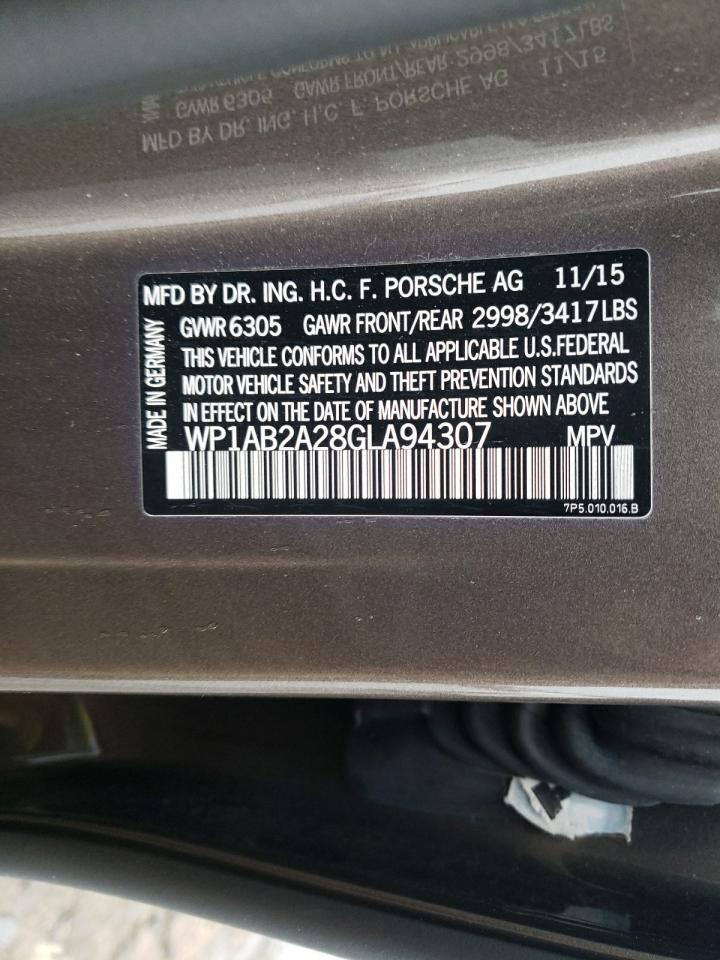 MFD BY DR. ING. H.C. F. PORSCHE AG 11/15
GVWR 6305 GAWR FRONT/REAR 2998/3417LBS
THIS VEHICLE CONFORMS TO ALL APPLICABLE U.S.FEDERAL
MOTOR VEHICLE SAFETY AND THEFT PREVENTION STANDARDS
IN EFFECT ON THE DATE OF MANUFACTURE SHOWN ABOVE
WP1AB2A28GLA94307 MPV
7P5.010.016.B
MADE IN GERMANY